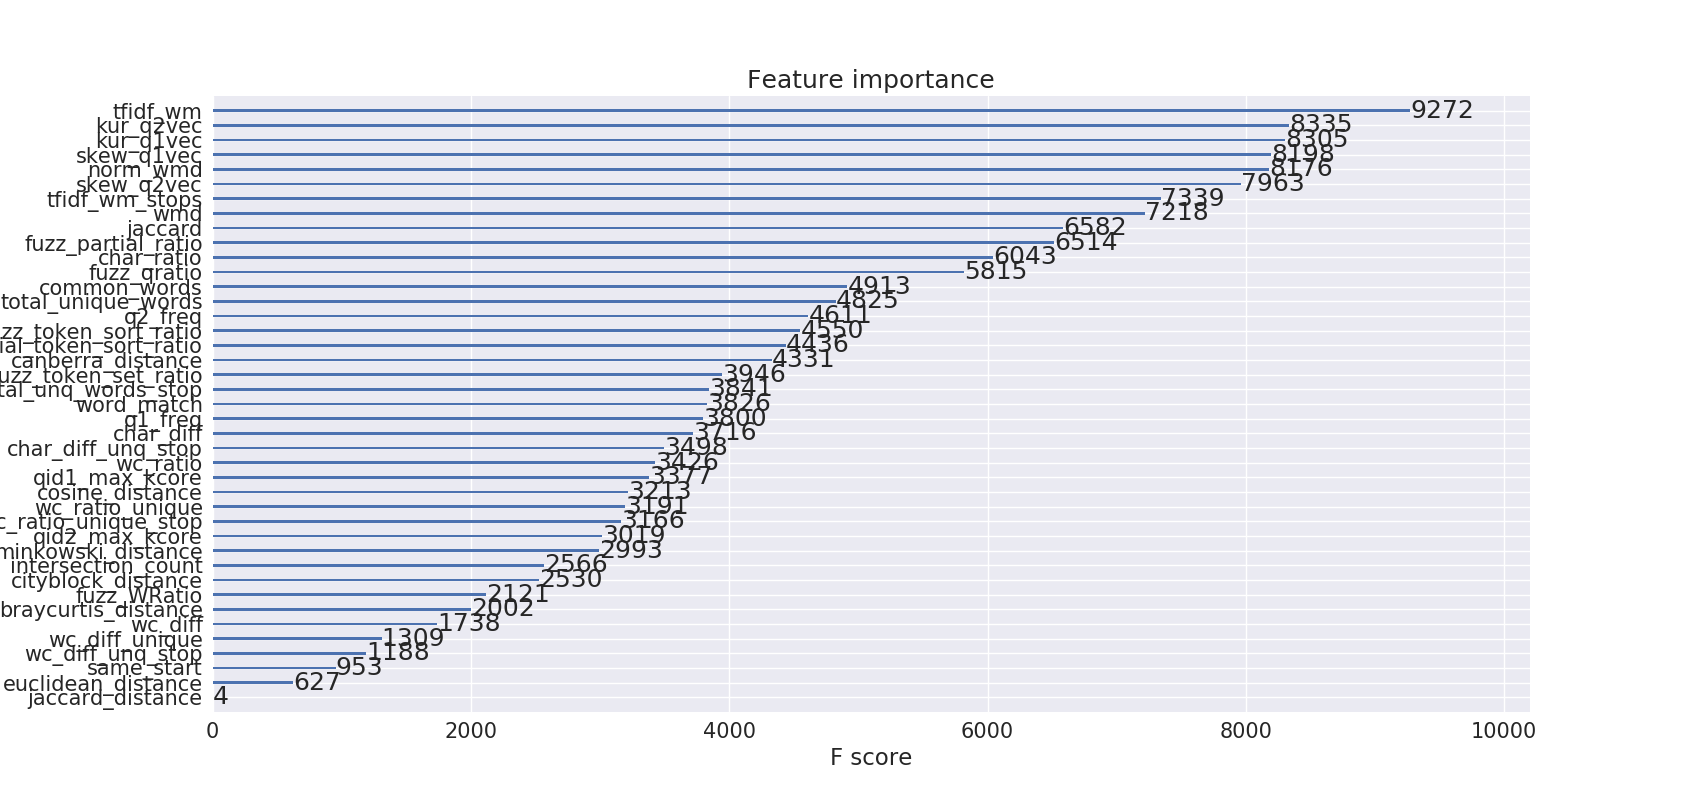 Feature importance
tfidf_wm 9272
kur_q2vec 8335
kur_q1vec 8305
skew_q1vec 8198
norm_wmd 8176
skew_q2vec 7963
tfidf_wm_stops 7339
wmd 7218
jaccard 6582
fuzz_partial_ratio 6514
char_ratio 6043
fuzz_qratio 5815
common_words 4913
total_unique_words 4825
q2_freq 4611
zz_token_sort_ratio 4550
ial_token_sort_ratio 4436
canberra_distance 4331
uzz_token_set_ratio 3946
tal_unq_words_stop 3841
word_match 3826
q1_freq 3800
char_diff 3716
char_diff_unq_stop 3498
wc_ratio 3426
qid1_max_kcore 3377
cosine_distance 3213
wc_ratio_unique 3191
c_ratio_unique_stop 3166
qid2_max_kcore 3019
minkowski_distance 2993
intersection_count 2566
cityblock_distance 2530
fuzz_WRatio 2121
braycurtis_distance 2002
wc_diff 1738
wc_diff_unique 1309
wc_diff_unq_stop 1188
same_start 953
euclidean_distance 627
jaccard_distance 4
0 2000 4000 6000 8000 10000
F score